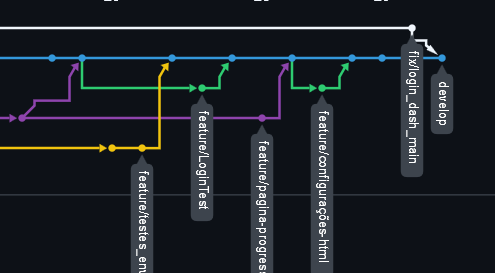 fix/login_dash_main
develop
feature/LoginTest
feature/configurações-html
feature/pagina-progres
feature/testes_em